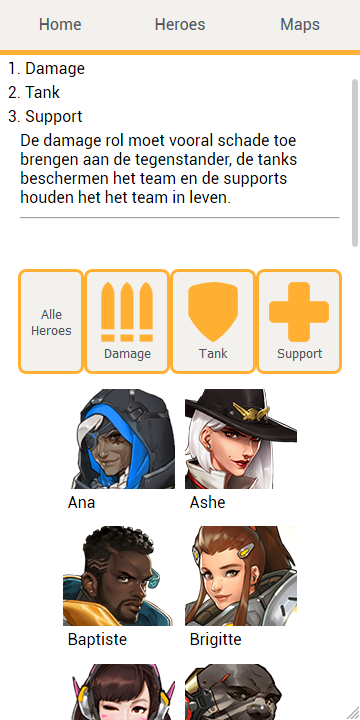 Home Heroes Maps
1. Damage
2. Tank
3. Support
De damage rol moet vooral schade toe
brengen aan de tegenstander, de tanks
beschermen het team en de supports
houden het het team in leven.
Alle
Heroes
Damage
Tank
Support
Ana
Ashe
Baptiste
Brigitte